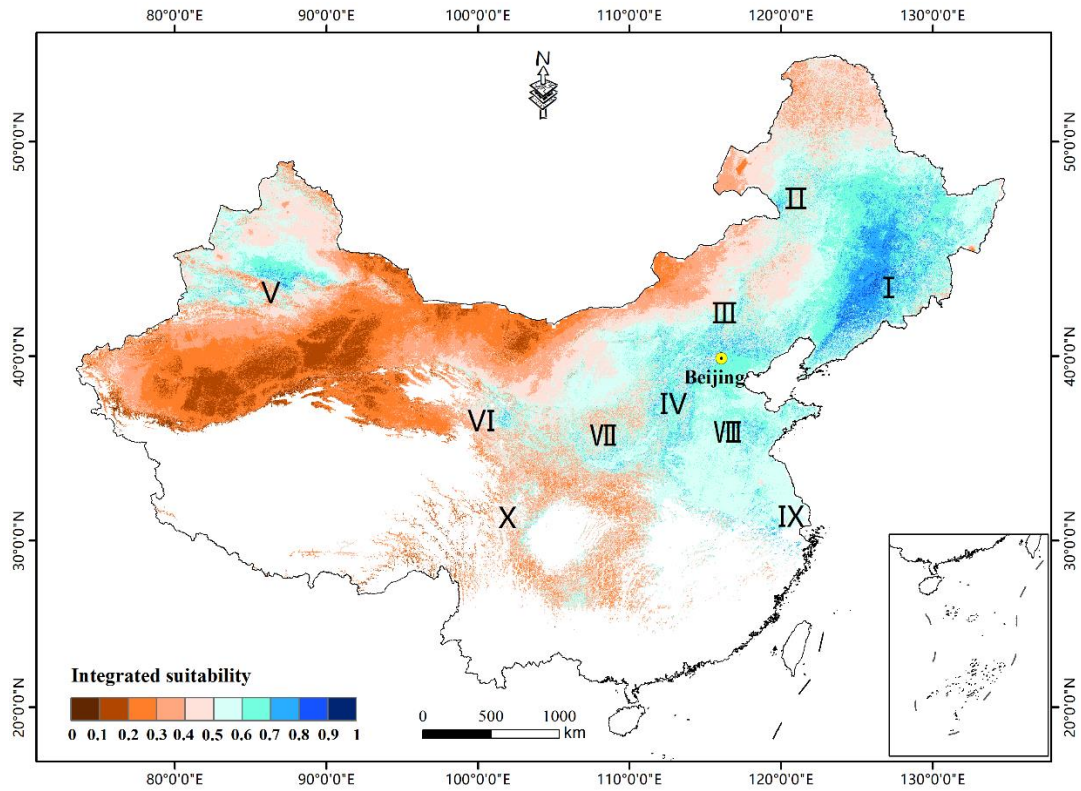 80°0'0"E 90°0'0"E 100°0'0"E 110°0'0"E 120°0'0"E 130°0'0"E
N
50°0'0"N 50°0'0"N
II
V I
III
40°0'0"N 40°0'0"N
Beijing
IV
VI VII VIII
X IX
30°0'0"N 30°0'0"N
Integrated suitability
0 0.1 0.2 0.3 0.4 0.5 0.6 0.7 0.8 0.9 1
0 500 1000
km
20°0'0"N 20°0'0"N
80°0'0"E 90°0'0"E 100°0'0"E 110°0'0"E 120°0'0"E 130°0'0"E